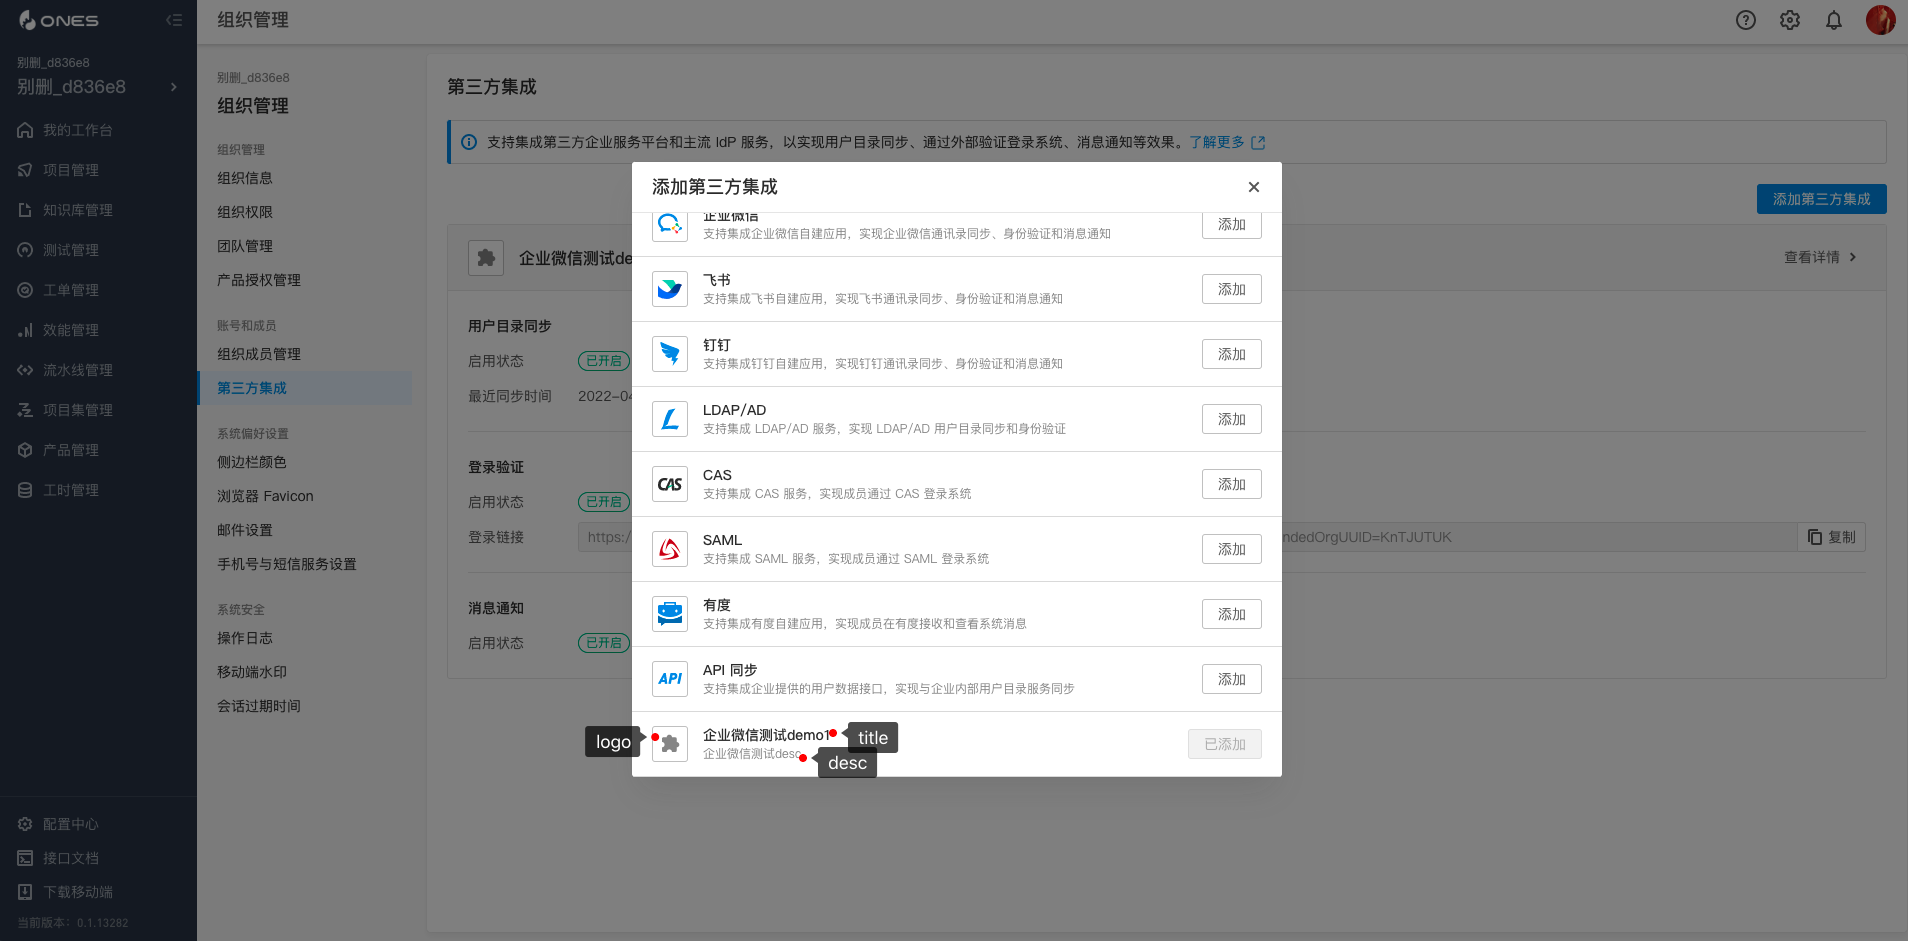 ONES
别删_d836e8
别删_d836e8
我的工作台
项目管理
知识库管理
测试管理
工单管理
效能管理
流水线管理
项目集管理
产品管理
工时管理
配置中心
接口文档
下载移动端
当前版本：0.1.13282
组织管理
别删_d836e8
组织管理
组织管理
组织信息
组织权限
团队管理
产品授权管理
账号和成员
组织成员管理
第三方集成
系统偏好设置
侧边栏颜色
浏览器 Favicon
邮件设置
手机号与短信服务设置
系统安全
操作日志
移动端水印
会话过期时间
第三方集成
支持集成第三方企业服务平台和主流 IdP 服务，以实现用户目录同步、通过外部验证登录系统、消息通知等效果。了解更多
添加第三方集成
企业微信测试de
查看详情
用户目录同步
启用状态 已开启
最近同步时间 2022-04
登录验证
启用状态 已开启
登录链接 https:/
ndedOrgUUID=KnTJUTUK
复制
消息通知
启用状态 已开启
添加第三方集成
企业微信
支持集成企业微信自建应用，实现企业微信通讯录同步、身份验证和消息通知
添加
飞书
支持集成飞书自建应用，实现飞书通讯录同步、身份验证和消息通知
添加
钉钉
支持集成钉钉自建应用，实现钉钉通讯录同步、身份验证和消息通知
添加
LDAP/AD
支持集成 LDAP/AD 服务，实现 LDAP/AD 用户目录同步和身份验证
添加
CAS
CAS
支持集成 CAS 服务，实现成员通过 CAS 登录系统
添加
SAML
支持集成 SAML 服务，实现成员通过 SAML 登录系统
添加
有度
支持集成有度自建应用，实现成员在有度接收和查看系统消息
添加
API
API 同步
支持集成企业提供的用户数据接口，实现与企业内部用户目录服务同步
添加
logo
企业微信测试demo1
title
企业微信测试desc
desc
已添加